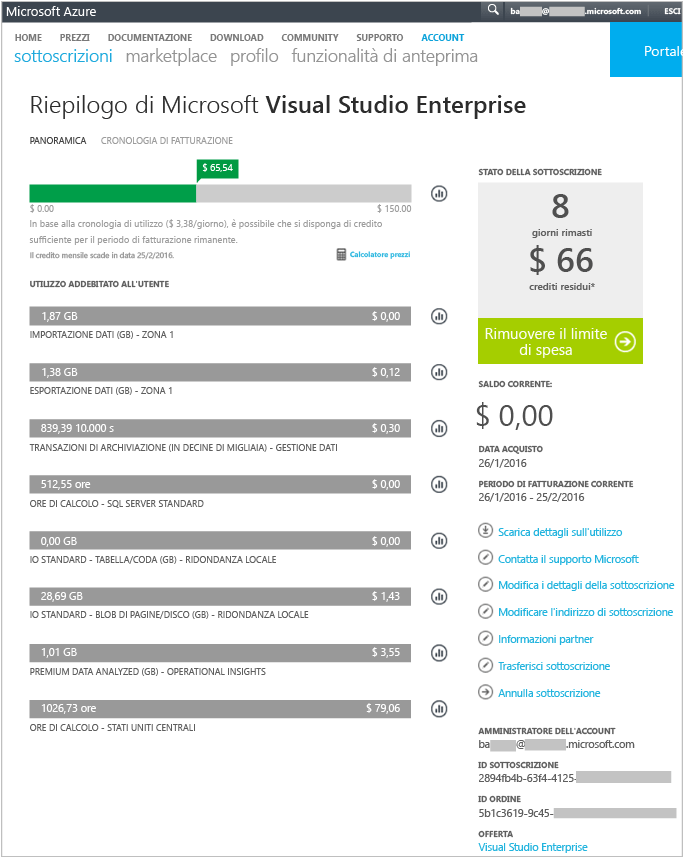 Microsoft Azure
ba @ .microsoft.com
ESCI
HOME PREZZI DOCUMENTAZIONE DOWNLOAD COMMUNITY SUPPORTO ACCOUNT
sottoscrizioni marketplace profilo funzionalità di anteprima
Portale
Riepilogo di Microsoft Visual Studio Enterprise
PANORAMICA CRONOLOGIA DI FATTURAZIONE
$ 65,54
$ 0.00 $ 150.00
In base alla cronologia di utilizzo ($ 3,38/giorno), è possibile che si disponga di credito
sufficiente per il periodo di fatturazione rimanente.
Il credito mensile scade in data 25/2/2016.
Calcolatore prezzi
UTILIZZO ADDEBITATO ALL'UTENTE
1,87 GB $ 0,00
IMPORTAZIONE DATI (GB) - ZONA 1
1,38 GB $ 0,12
ESPORTAZIONE DATI (GB) - ZONA 1
839,39 10.000 s $ 0,30
TRANSAZIONI DI ARCHIVIAZIONE (IN DECINE DI MIGLIAIA) - GESTIONE DATI
512,55 ore $ 0,00
ORE DI CALCOLO - SQL SERVER STANDARD
0,00 GB $ 0,00
IO STANDARD - TABELLA/CODA (GB) - RIDONDANZA LOCALE
28,69 GB $ 1,43
IO STANDARD - BLOB DI PAGINE/DISCO (GB) - RIDONDANZA LOCALE
1,01 GB $ 3,55
PREMIUM DATA ANALYZED (GB) - OPERATIONAL INSIGHTS
1026,73 ore $ 79,06
ORE DI CALCOLO - STATI UNITI CENTRALI
STATO DELLA SOTTOSCRIZIONE
8
giorni rimasti
$ 66
crediti residui*
Rimuovere il limite
di spesa
SALDO CORRENTE:
$ 0,00
DATA ACQUISTO
26/1/2016
PERIODO DI FATTURAZIONE CORRENTE
26/1/2016 - 25/2/2016
Scarica dettagli sull'utilizzo
Contatta il supporto Microsoft
Modifica i dettagli della sottoscrizione
Modificare l'indirizzo di sottoscrizione
Informazioni partner
Trasferisci sottoscrizione
Annulla sottoscrizione
AMMINISTRATORE DELL'ACCOUNT
ba @ .microsoft.com
ID SOTTOSCRIZIONE
2894fb4b-63f4-4125-
ID ORDINE
5b1c3619-9c45-
OFFERTA
Visual Studio Enterprise